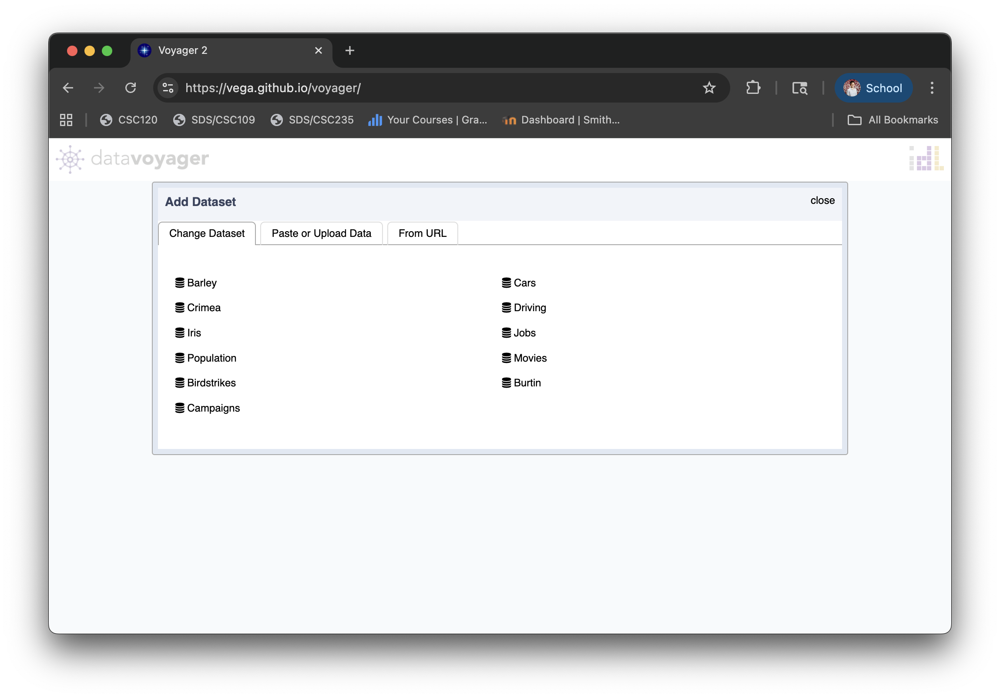 Voyager 2
https://vega.github.io/voyager/
School
CSC120
SDS/CSC109
SDS/CSC235
Your Courses | Gra...
Dashboard | Smith...
All Bookmarks
datavoyager
idl
Add Dataset
close
Change Dataset
Paste or Upload Data
From URL
Barley
Cars
Crimea
Driving
Iris
Jobs
Population
Movies
Birdstrikes
Burtin
Campaigns